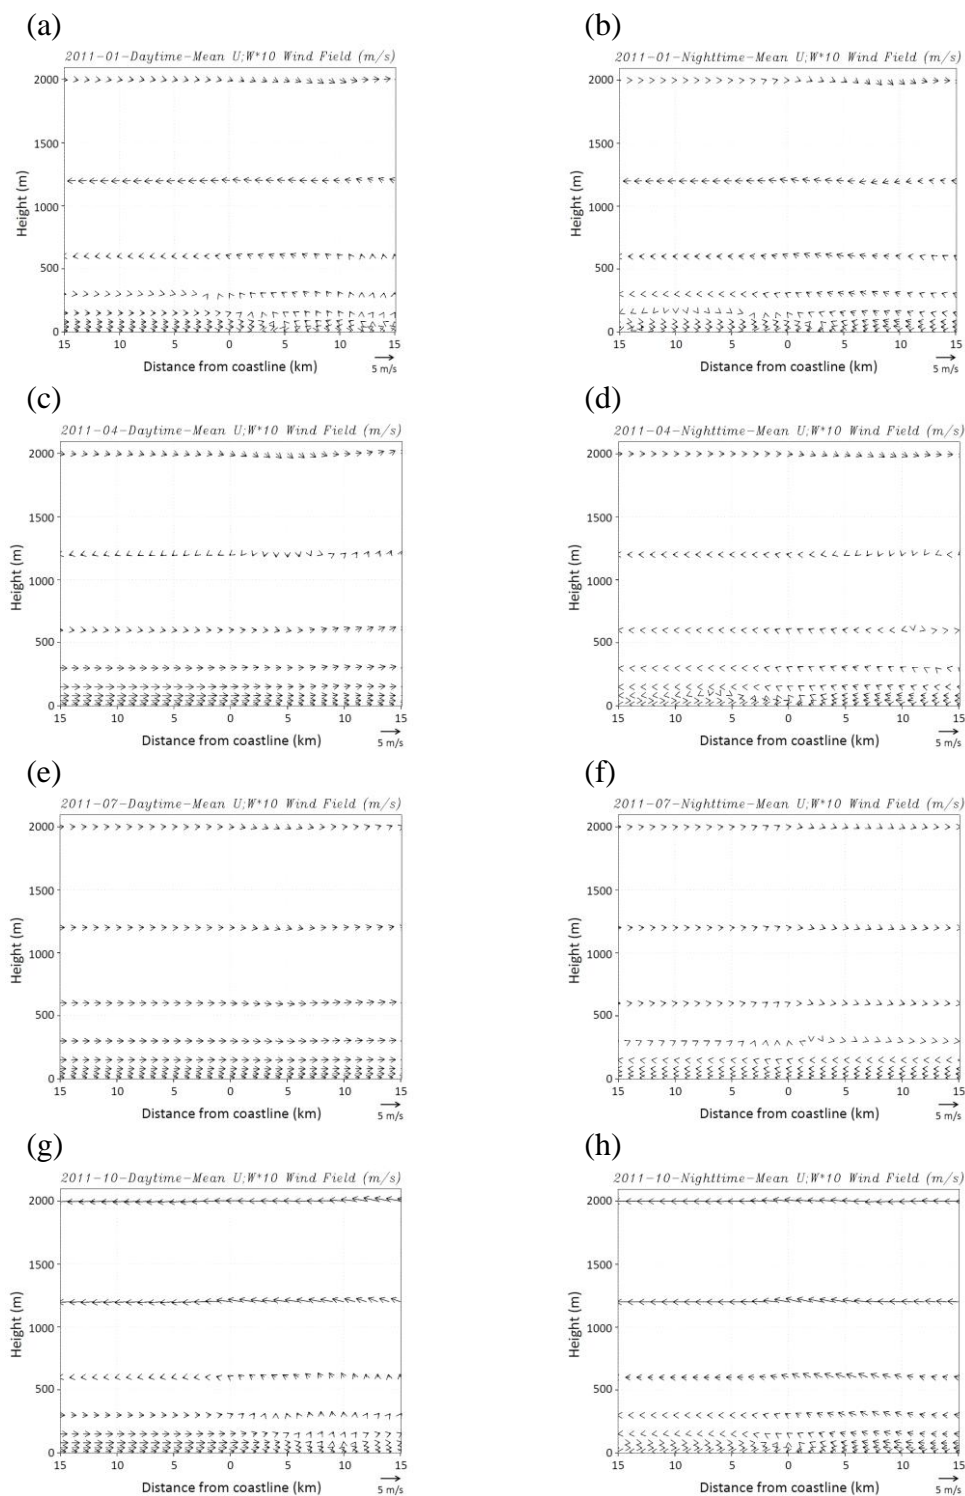 (a)
2011-01-Daytime-Mean U;W*10 Wind Field (m/s)
2000
1500
1000
500
0
Height (m)
15 10 5 0 5 10 15
Distance from coastline (km)
5 m/s
(b)
2011-01-Nighttime-Mean U;W*10 Wind Field (m/s)
2000
1500
1000
500
0
Height (m)
15 10 5 0 5 10 15
Distance from coastline (km)
5 m/s
(c)
2011-04-Daytime-Mean U;W*10 Wind Field (m/s)
2000
1500
1000
500
0
Height (m)
15 10 5 0 5 10 15
Distance from coastline (km)
5 m/s
(d)
2011-04-Nighttime-Mean U;W*10 Wind Field (m/s)
2000
1500
1000
500
0
Height (m)
15 10 5 0 5 10 15
Distance from coastline (km)
5 m/s
(e)
2011-07-Daytime-Mean U;W*10 Wind Field (m/s)
2000
1500
1000
500
0
Height (m)
15 10 5 0 5 10 15
Distance from coastline (km)
5 m/s
(f)
2011-07-Nighttime-Mean U;W*10 Wind Field (m/s)
2000
1500
1000
500
0
Height (m)
15 10 5 0 5 10 15
Distance from coastline (km)
5 m/s
(g)
2011-10-Daytime-Mean U;W*10 Wind Field (m/s)
2000
1500
1000
500
0
Height (m)
15 10 5 0 5 10 15
Distance from coastline (km)
5 m/s
(h)
2011-10-Nighttime-Mean U;W*10 Wind Field (m/s)
2000
1500
1000
500
0
Height (m)
15 10 5 0 5 10 15
Distance from coastline (km)
5 m/s